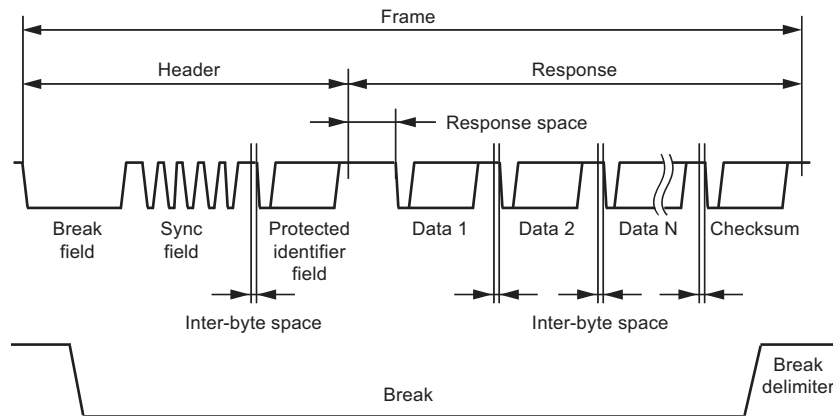 Frame
Header
Response
Response space
Break
field
Sync
field
Protected
identifier
field
Data 1
Data 2
Data N
Checksum
Inter-byte space
Inter-byte space
Break
Break
delimiter